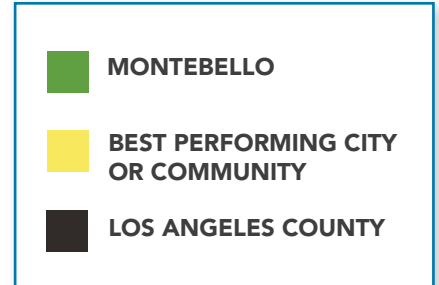 MONTEBELLO
BEST PERFORMING CITY
OR COMMUNITY
LOS ANGELES COUNTY